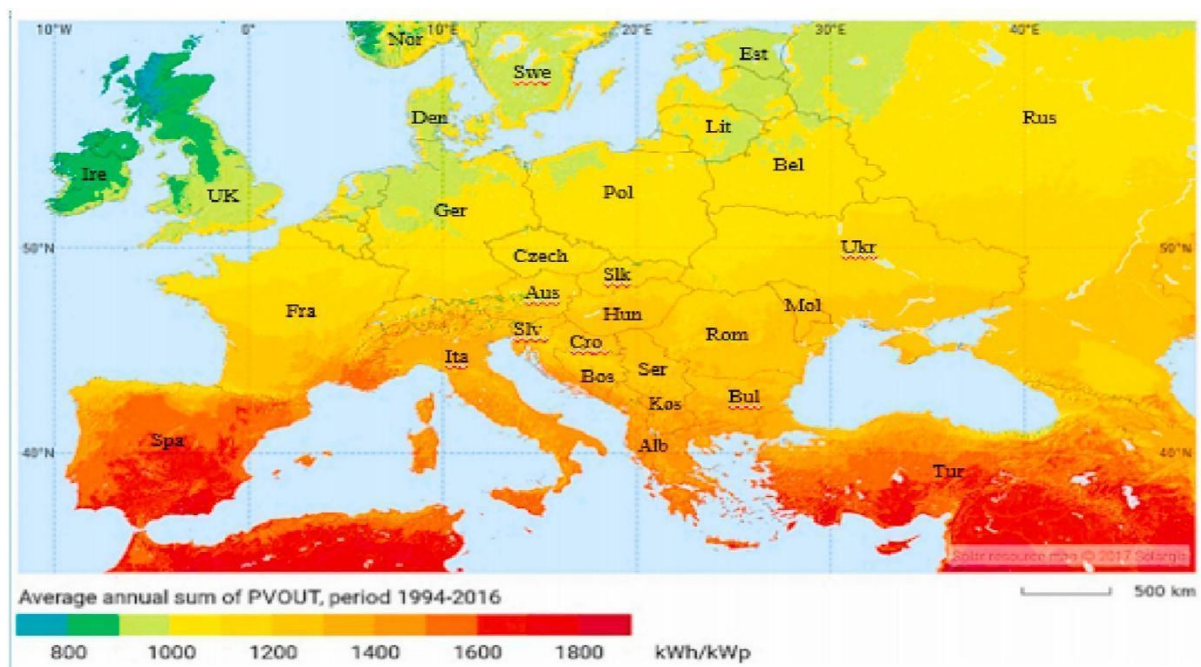 10°W 0° 10°E 20°E 30°E 40°E
Nor
Swe
Est
Den
Lit
Rus
Bel
Ire
UK
Pol
Ger
50°N 50°N
Czech
Ukr
Slk
Aus
Mol
Fra
Hun
Slv
Cro
Rom
Ita
Ser
Bos
Bul
Kos
Spa
Alb
40°N 40°N
Tur
Solar resource map © 2017 Solargis
Average annual sum of PVOUT, period 1994-2016
500 km
800 1000 1200 1400 1600 1800 kWh/kWp